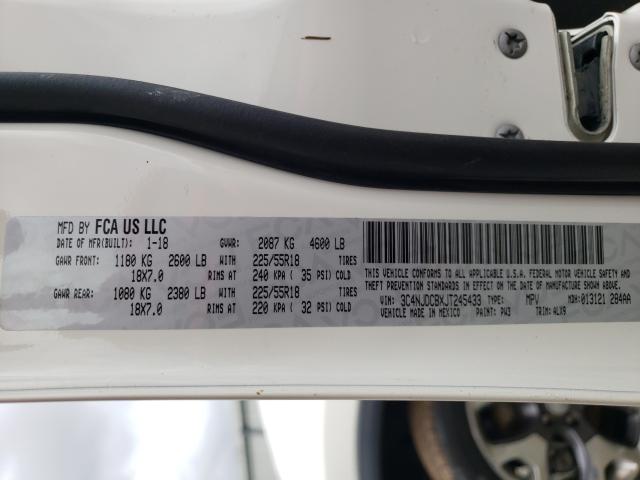 MFD BY FCA US LLC
DATE OF MFR(BUILT): 1-18 GVWR: 2087 KG 4600 LB
GAWR FRONT: 1180 KG 2600 LB WITH 225/55R18 TIRES
18X7.0 RIMS AT 240 KPA ( 35 PSI) COLD
GAWR REAR: 1080 KG 2380 LB WITH 225/55R18 TIRES
18X7.0 RIMS AT 220 KPA ( 32 PSI) COLD
THIS VEHICLE CONFORMS TO ALL APPLICABLE U.S.A. FEDERAL MOTOR VEHICLE SAFETY AND
THEFT PREVENTION STANDARDS IN EFFECT ON THE DATE OF MANUFACTURE SHOWN ABOVE.
VIN: 3C4NJDCBXJT245433 TYPE: MPV MDH: 013121 284AA
VEHICLE MADE IN MEXICO PAINT: PW3 TRIM: ALX9